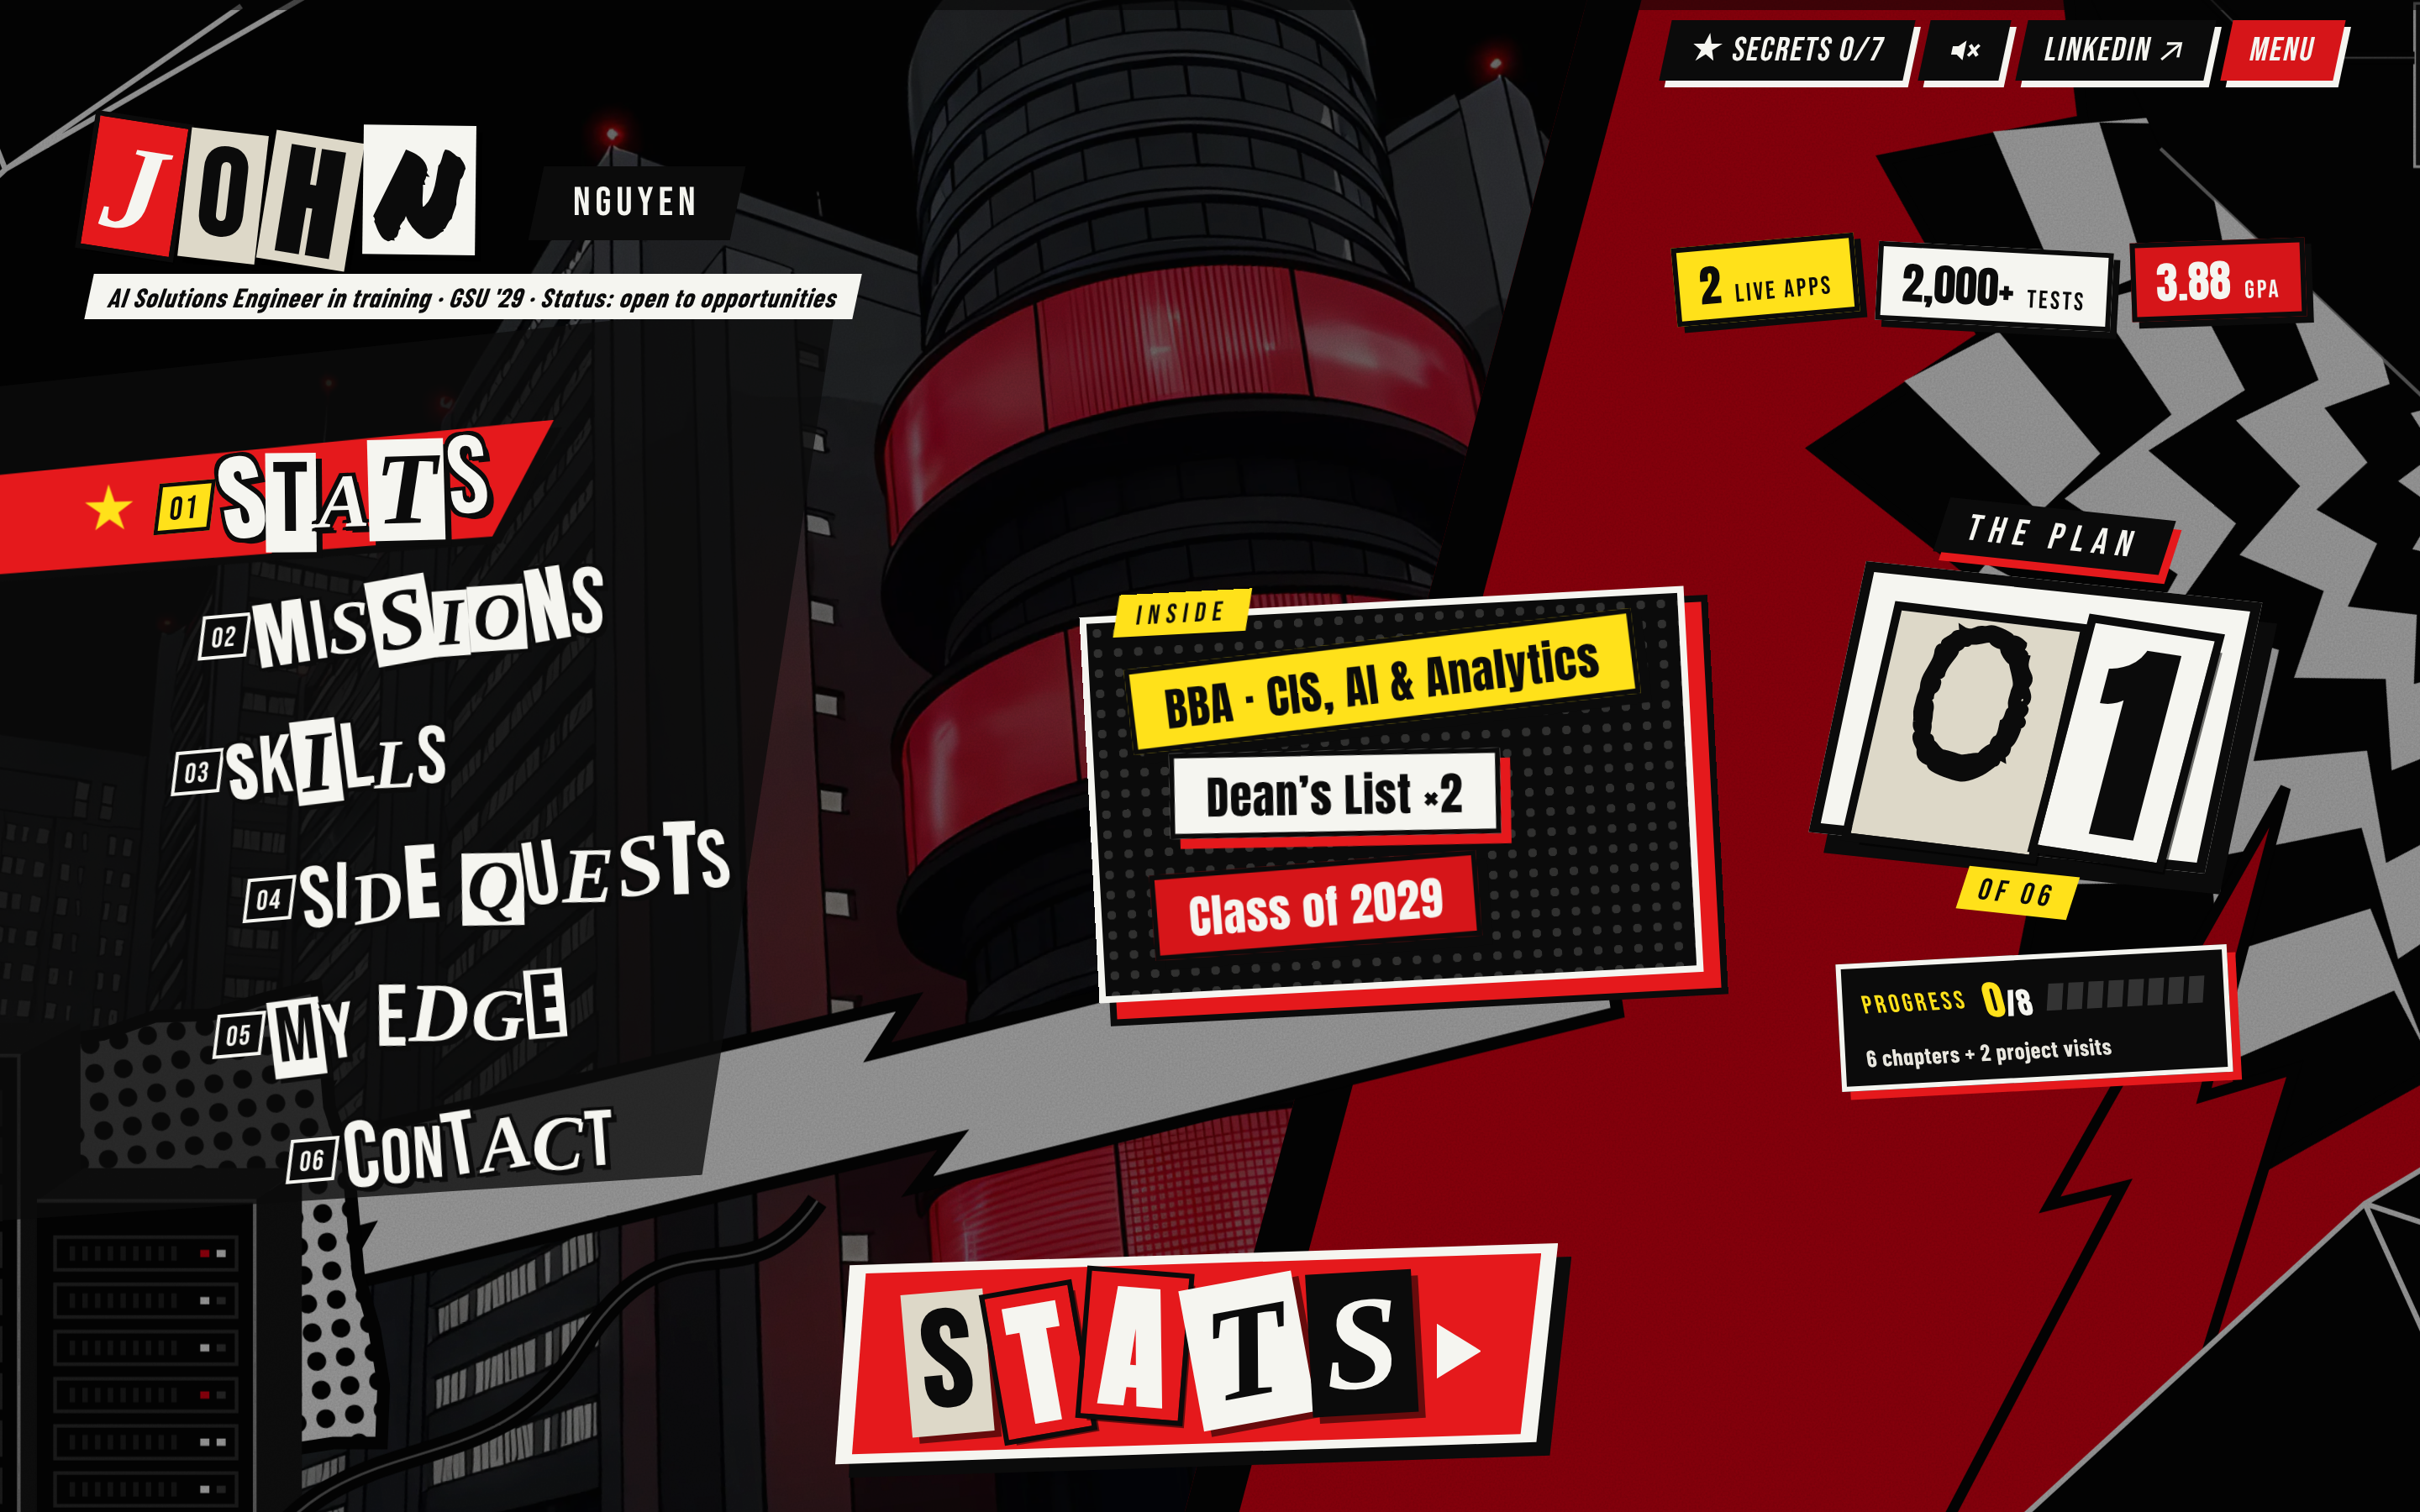 ★ SECRETS 0/7
LINKEDIN ↗
MENU
JOHN
NGUYEN
AI Solutions Engineer in training · GSU '29 · Status: open to opportunities
2 LIVE APPS
2,000+ TESTS
3.88 GPA
★ 01 STATS
02 MISSIONS
03 SKILLS
04 SIDE QUESTS
05 MY EDGE
06 CONTACT
INSIDE
BBA · CIS, AI & Analytics
Dean’s List ×2
Class of 2029
THE PLAN
01
OF 06
PROGRESS 0/8
6 chapters + 2 project visits
STATS